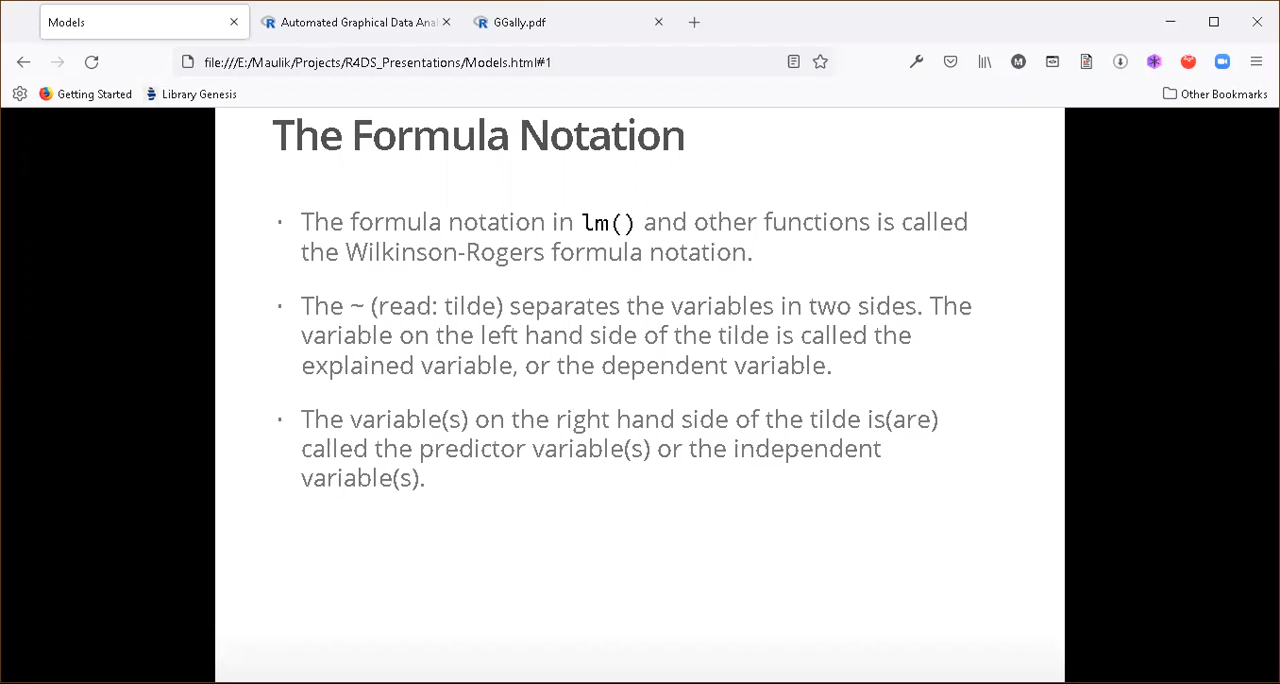 Models
Automated Graphical Data Anal
GGally.pdf
file:///E:/Maulik/Projects/R4DS_Presentations/Models.html#1
Getting Started
Library Genesis
Other Bookmarks
The Formula Notation
· The formula notation in lm() and other functions is called
the Wilkinson-Rogers formula notation.
· The ~ (read: tilde) separates the variables in two sides. The
variable on the left hand side of the tilde is called the
explained variable, or the dependent variable.
· The variable(s) on the right hand side of the tilde is(are)
called the predictor variable(s) or the independent
variable(s).